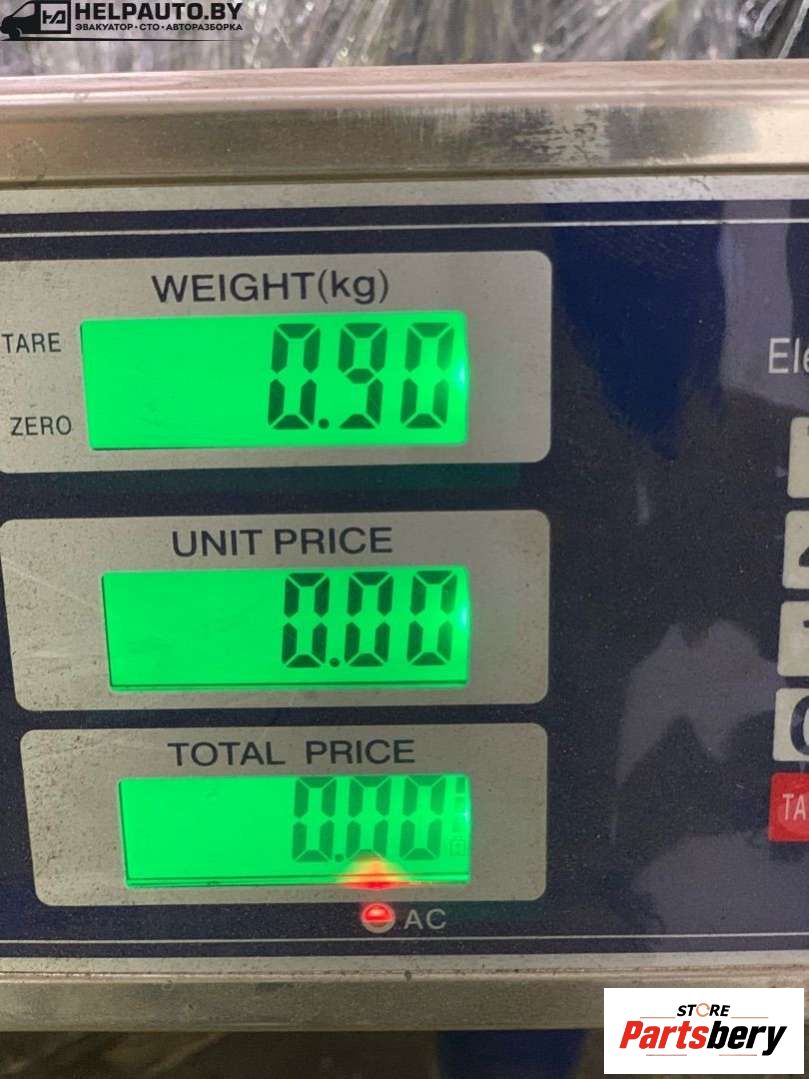 HELPAUTO.BY
ЭВАКУАТОР · СТО · АВТОРАЗБОРКА
WEIGHT(kg)
TARE
0.90
ZERO
UNIT PRICE
0.00
TOTAL PRICE
0.00
AC
STORE
Partsbery